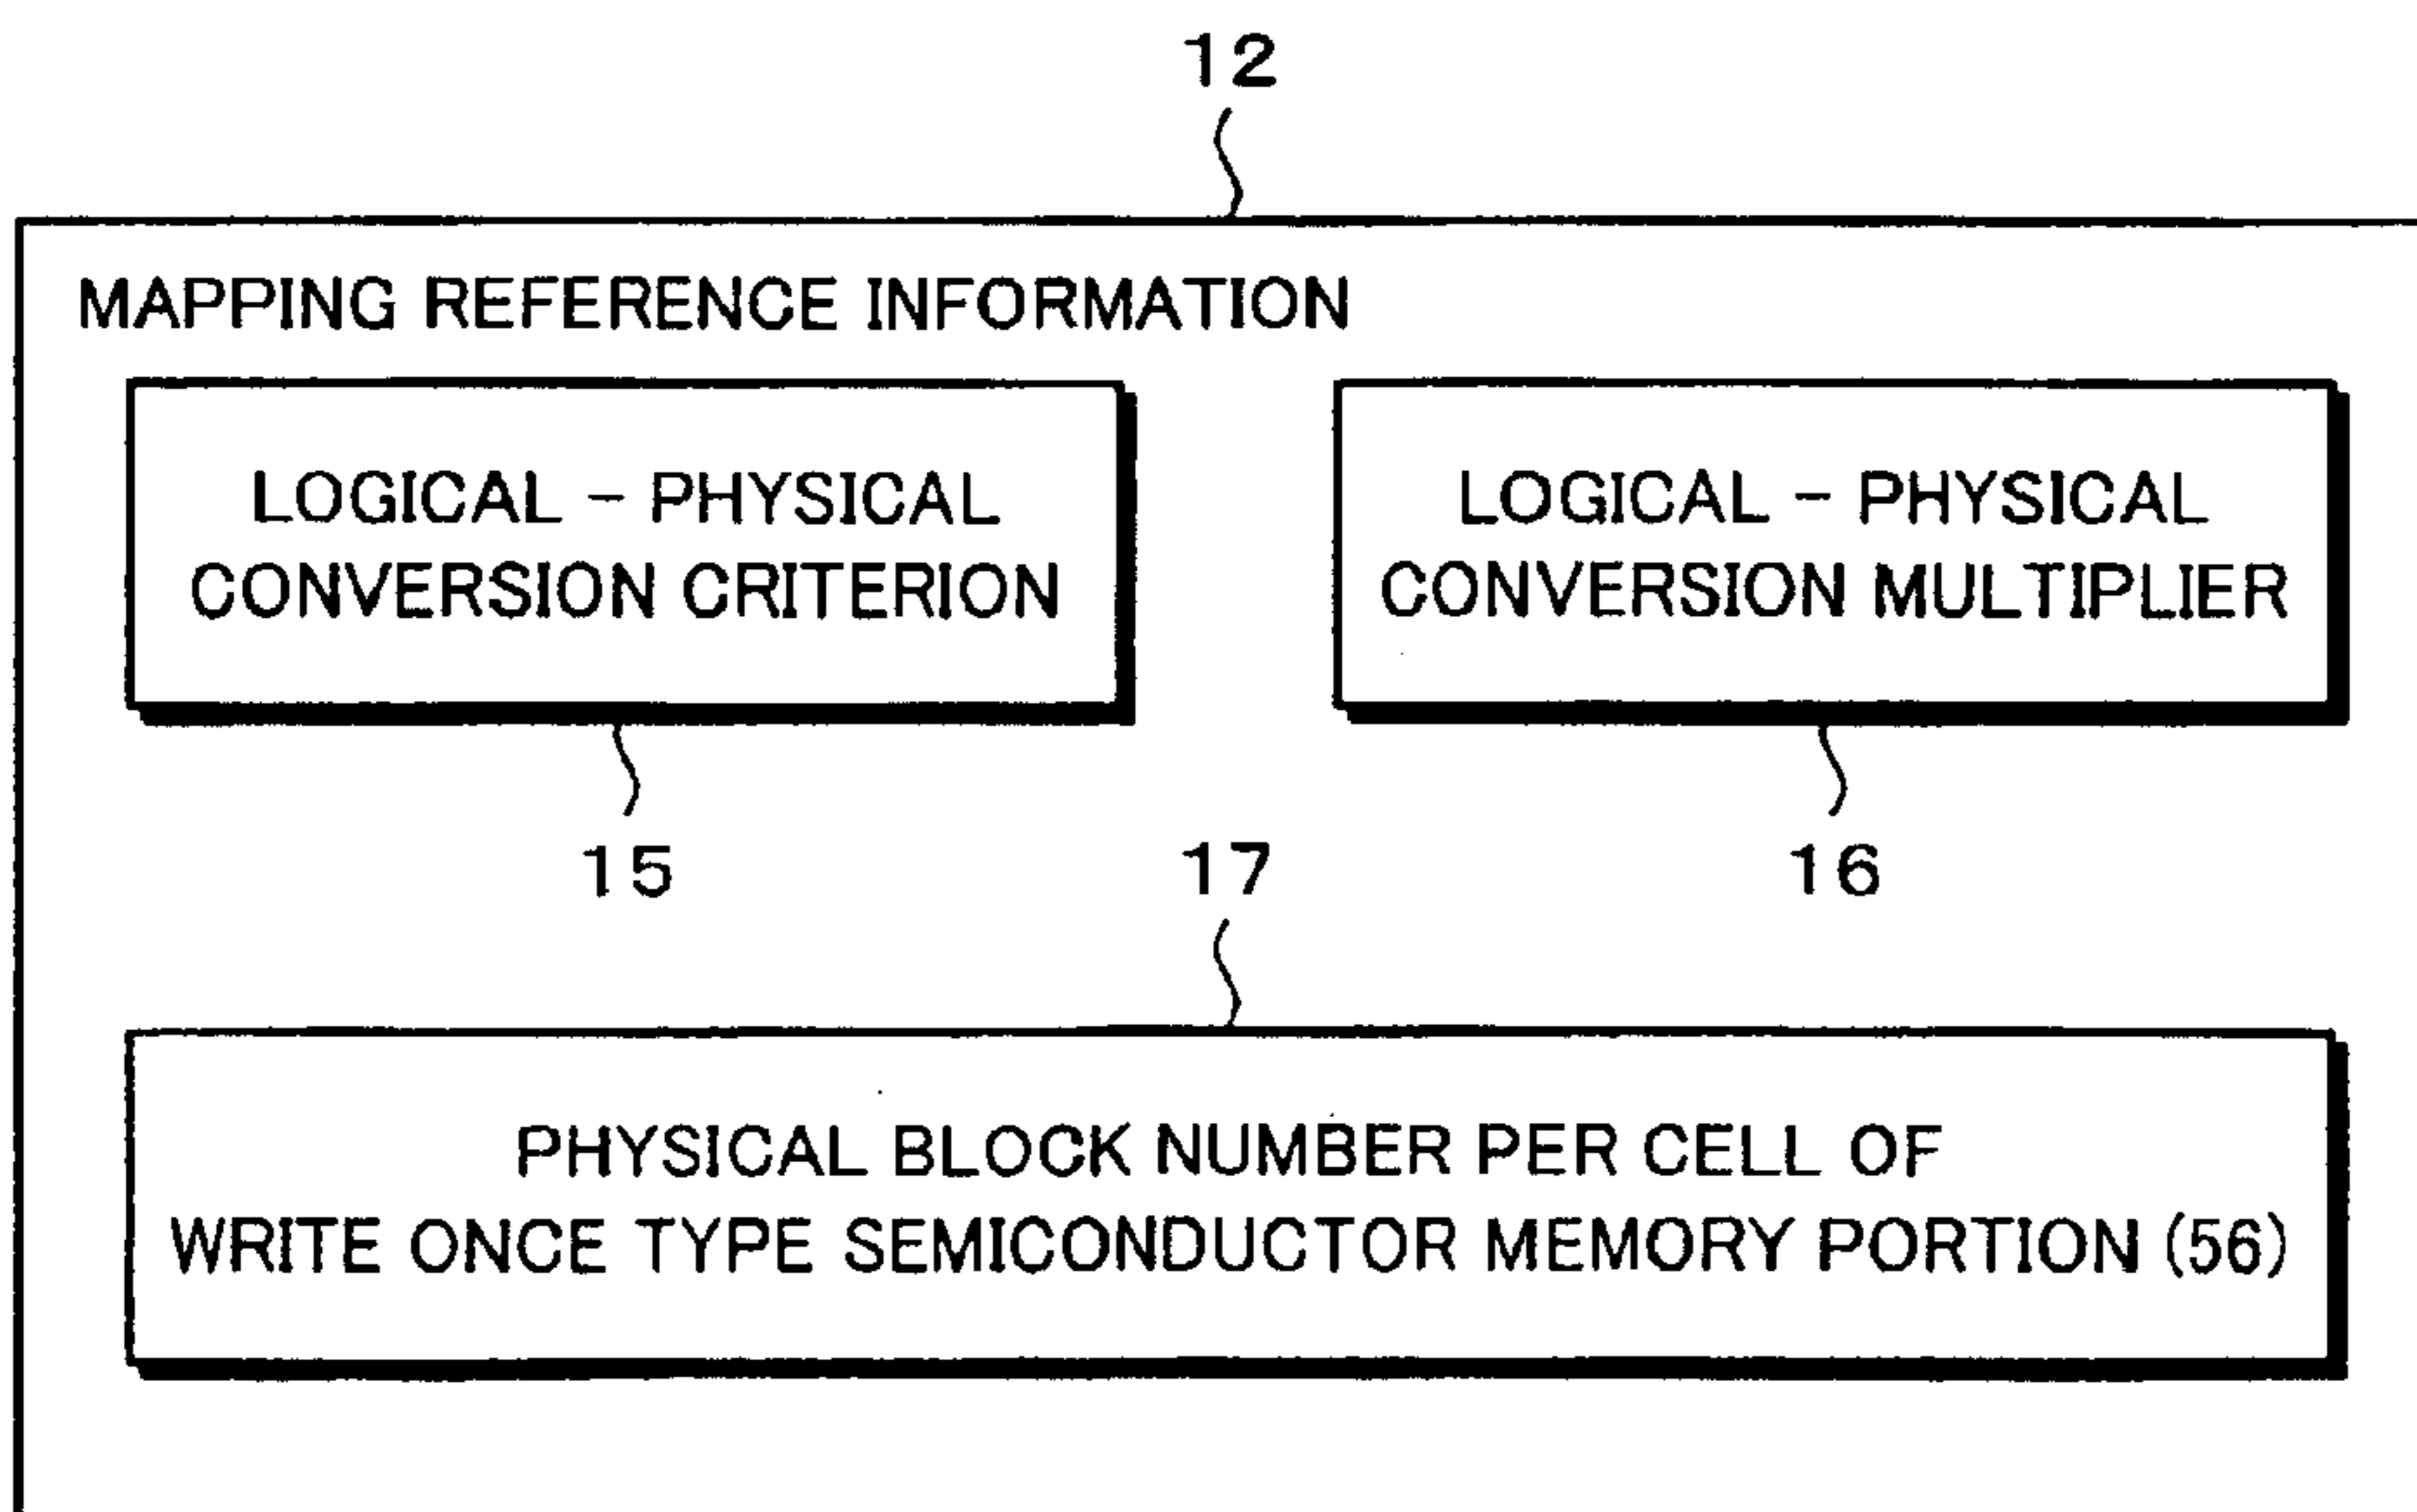 12
MAPPING REFERENCE INFORMATION
LOGICAL – PHYSICAL
CONVERSION CRITERION
LOGICAL – PHYSICAL
CONVERSION MULTIPLIER
15
17
16
PHYSICAL BLOCK NUMBER PER CELL OF
WRITE ONCE TYPE SEMICONDUCTOR MEMORY PORTION (56)